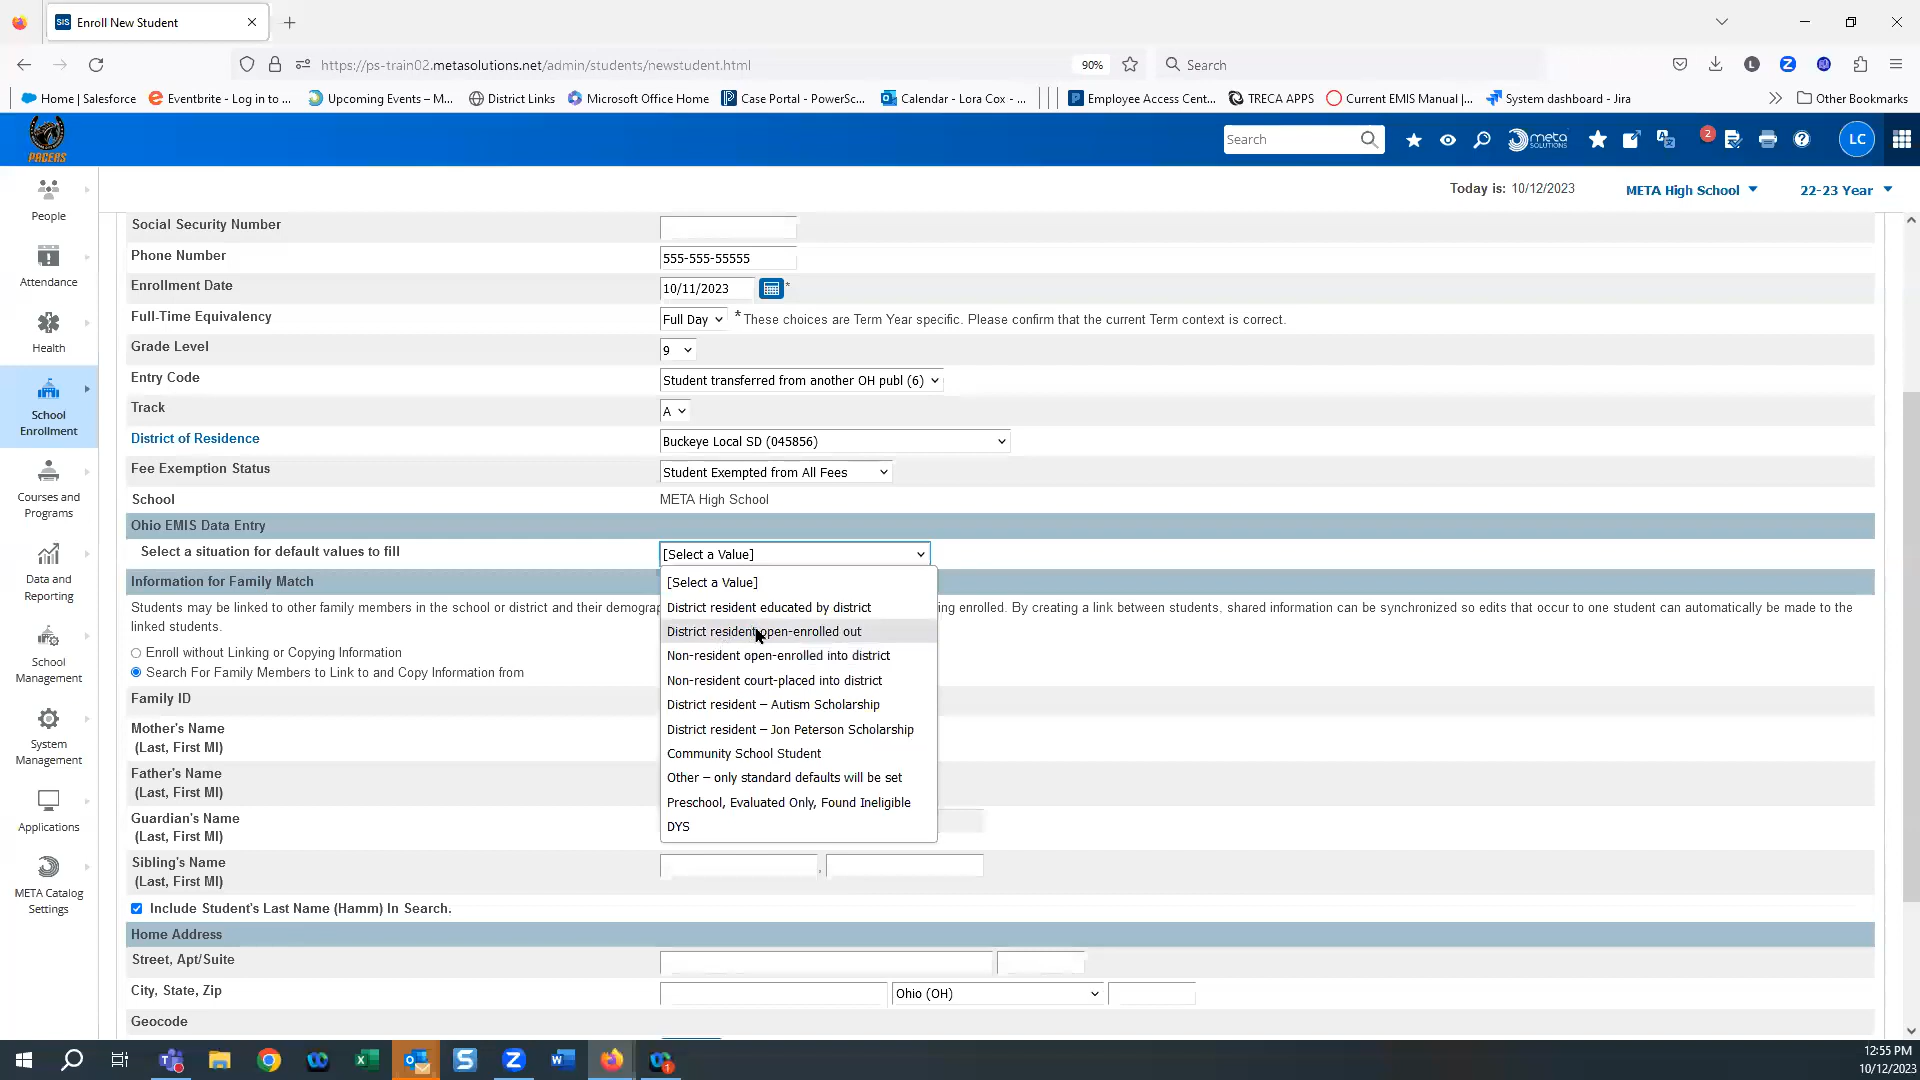 SIS Enroll New Student
https://ps-train02.metasolutions.net/admin/students/newstudent.html
90%
Search
Home | Salesforce
Eventbrite - Log in to ...
Upcoming Events – M...
District Links
Microsoft Office Home
Case Portal - PowerSc...
Calendar - Lora Cox - ...
Employee Access Cent...
TRECA APPS
Current EMIS Manual |...
System dashboard - Jira
Other Bookmarks
PACERS
Search
meta
SOLUTIONS
2
LC
Today is: 10/12/2023
META High School
22-23 Year
People
Attendance
Health
School
Enrollment
Courses and
Programs
Data and
Reporting
School
Management
System
Management
Applications
META Catalog
Settings
Social Security Number
Phone Number 555-555-55555
Enrollment Date 10/11/2023 *
Full-Time Equivalency Full Day *These choices are Term Year specific. Please confirm that the current Term context is correct.
Grade Level 9
Entry Code Student transferred from another OH publ (6)
Track A
District of Residence Buckeye Local SD (045856)
Fee Exemption Status Student Exempted from All Fees
School META High School
Ohio EMIS Data Entry
Select a situation for default values to fill [Select a Value]
[Select a Value]
District resident educated by district
District resident open-enrolled out
Non-resident open-enrolled into district
Non-resident court-placed into district
District resident – Autism Scholarship
District resident – Jon Peterson Scholarship
Community School Student
Other – only standard defaults will be set
Preschool, Evaluated Only, Found Ineligible
DYS
Information for Family Match
Students may be linked to other family members in the school or district and their demograp ng enrolled. By creating a link between students, shared information can be synchronized so edits that occur to one student can automatically be made to the
linked students.
Enroll without Linking or Copying Information
Search For Family Members to Link to and Copy Information from
Family ID
Mother's Name
(Last, First MI)
Father's Name
(Last, First MI)
Guardian's Name
(Last, First MI)
Sibling's Name
(Last, First MI) ,
Include Student's Last Name (Hamm) In Search.
Home Address
Street, Apt/Suite
City, State, Zip Ohio (OH)
Geocode
12:55 PM
10/12/2023